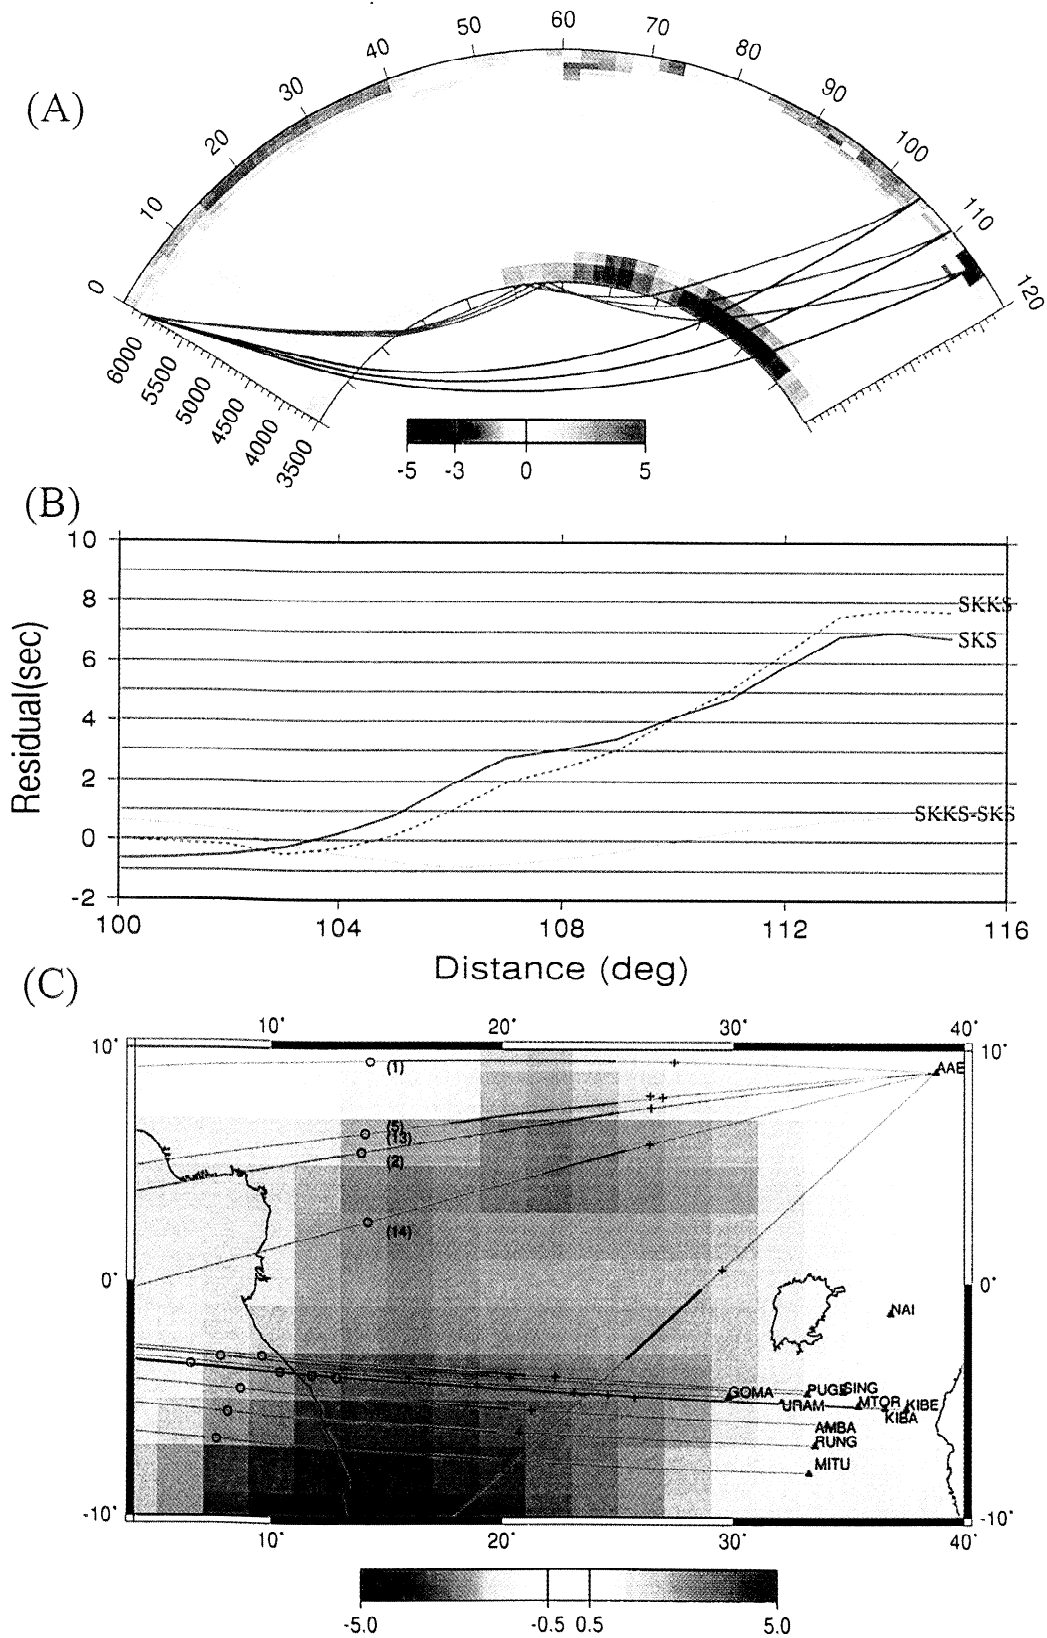 (A)
0
10
20
30
40
50
60
70
80
90
100
110
120
6000
5500
5000
4500
4000
3500
-5 -3 0 5
(B)
Residual(sec)
10
8
6
4
2
0
-2
SKKS
SKS
SKKS-SKS
100 104 108 112 116
Distance (deg)
(C)
10° 20° 30° 40°
10° 10°
AAE
(1)
(5)
(13)
(2)
(14)
0° 0°
NAI
GOMA PUGE SING
URAM MTOR KIBE
KIBA
AMBA
RUNG
MITU
-10° -10°
10° 20° 30° 40°
-5.0 -0.5 0.5 5.0